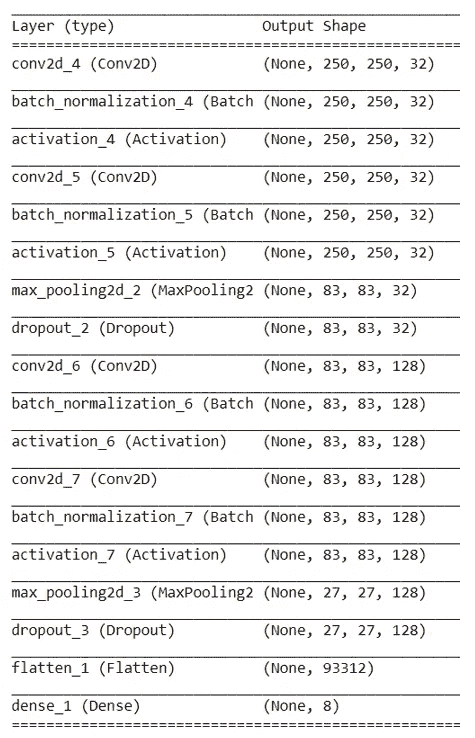 Layer (type) Output Shape
conv2d_4 (Conv2D) (None, 250, 250, 32)
batch_normalization_4 (Batch (None, 250, 250, 32)
activation_4 (Activation) (None, 250, 250, 32)
conv2d_5 (Conv2D) (None, 250, 250, 32)
batch_normalization_5 (Batch (None, 250, 250, 32)
activation_5 (Activation) (None, 250, 250, 32)
max_pooling2d_2 (MaxPooling2 (None, 83, 83, 32)
dropout_2 (Dropout) (None, 83, 83, 32)
conv2d_6 (Conv2D) (None, 83, 83, 128)
batch_normalization_6 (Batch (None, 83, 83, 128)
activation_6 (Activation) (None, 83, 83, 128)
conv2d_7 (Conv2D) (None, 83, 83, 128)
batch_normalization_7 (Batch (None, 83, 83, 128)
activation_7 (Activation) (None, 83, 83, 128)
max_pooling2d_3 (MaxPooling2 (None, 27, 27, 128)
dropout_3 (Dropout) (None, 27, 27, 128)
flatten_1 (Flatten) (None, 93312)
dense_1 (Dense) (None, 8)